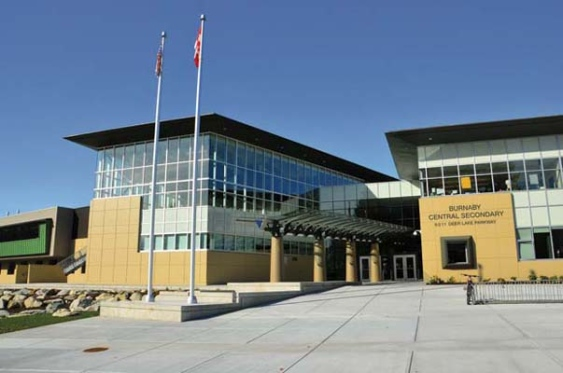 BURNABY
CENTRAL SECONDARY
6011 DEER LAKE PARKWAY